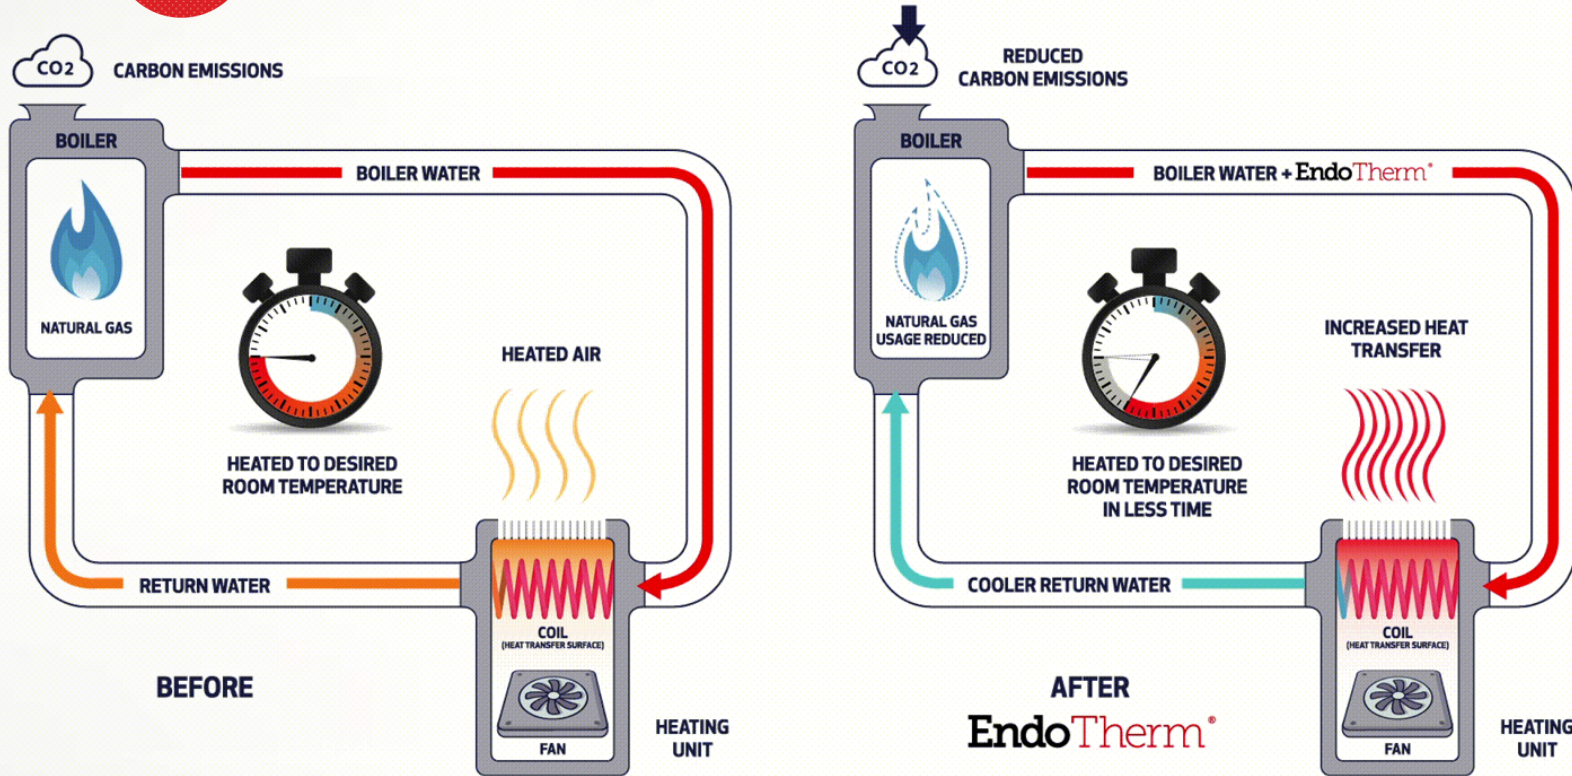 CO2
CARBON EMISSIONS
BOILER
NATURAL GAS
BOILER WATER
HEATED TO DESIRED
ROOM TEMPERATURE
HEATED AIR
RETURN WATER
COIL
(HEAT TRANSFER SURFACE)
FAN
HEATING
UNIT
BEFORE
CO2
REDUCED
CARBON EMISSIONS
BOILER
NATURAL GAS
USAGE REDUCED
BOILER WATER + EndoTherm®
HEATED TO DESIRED
ROOM TEMPERATURE
IN LESS TIME
INCREASED HEAT
TRANSFER
COOLER RETURN WATER
COIL
(HEAT TRANSFER SURFACE)
FAN
HEATING
UNIT
AFTER
EndoTherm®